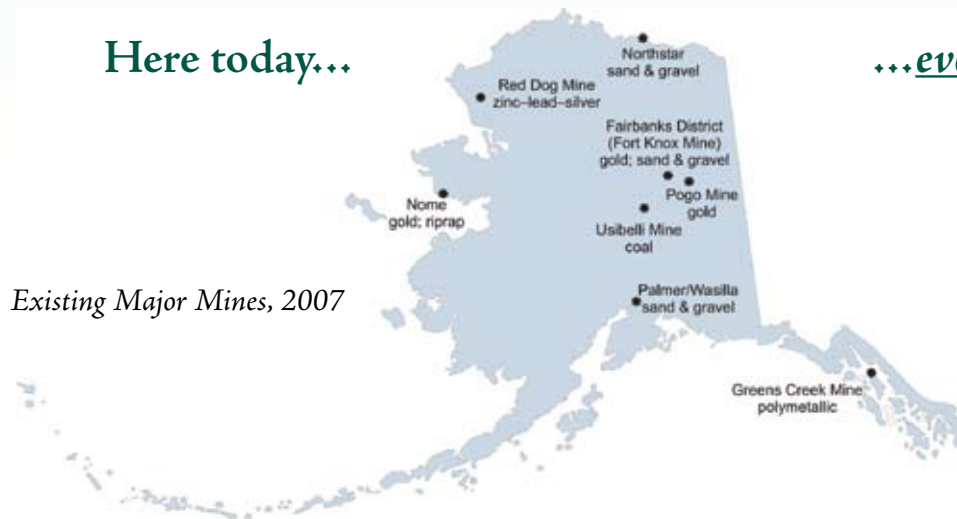 Here today...
...eve
Northstar
sand & gravel
Red Dog Mine
zinc–lead–silver
Fairbanks District
(Fort Knox Mine)
gold; sand & gravel
Pogo Mine
gold
Nome
gold; riprap
Usibelli Mine
coal
Existing Major Mines, 2007
Palmer/Wasilla
sand & gravel
Greens Creek Mine
polymetallic